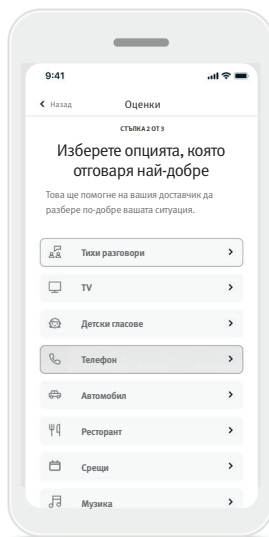 9:41
Назад
Оценки
СТЪПКА 2 ОТ 3
Изберете опцията, която
отговаря най-добре
Това ще помогне на вашия доставчик да
разбере по-добре вашата ситуация.
Тихи разговори
TV
Детски гласове
Телефон
Автомобил
Ресторант
Срещи
Музика